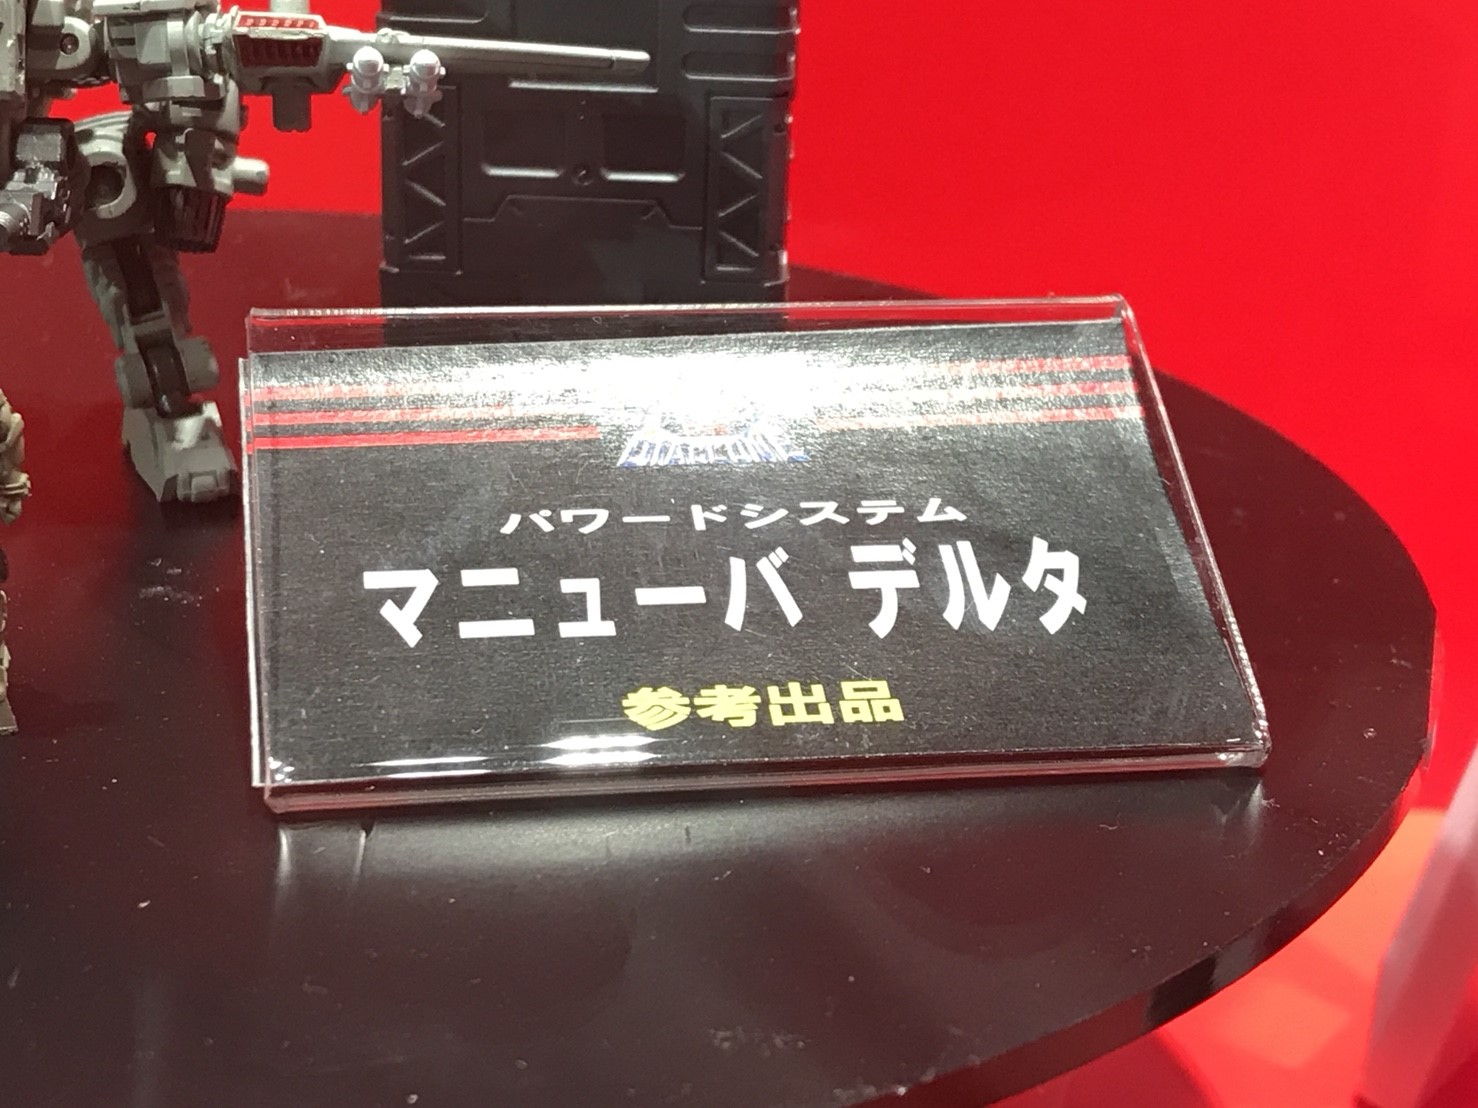 パワードシステム
マニューバ デルタ
参考出品